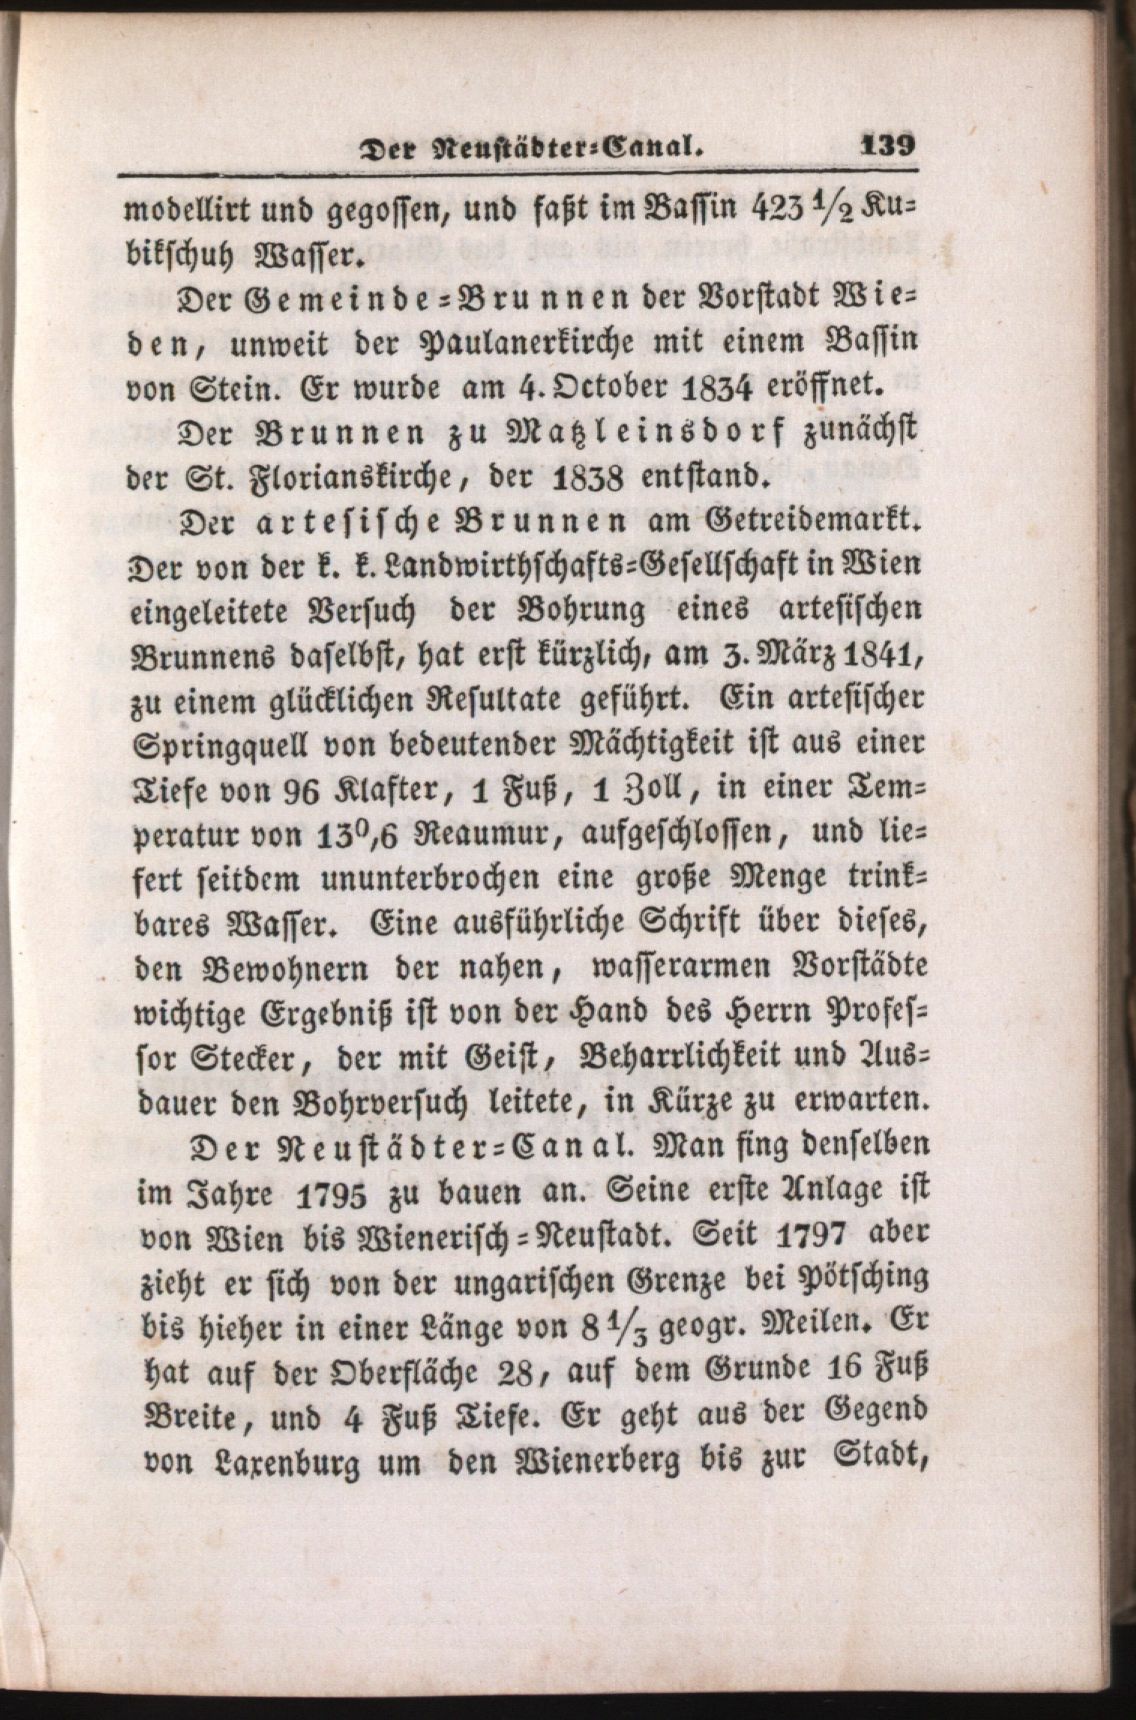 Der Neustädter-Canal. 139
modellirt und gegossen, und faßt im Bassin 423 1/2 Ku-
bikschuh Wasser.
Der Gemeinde-Brunnen der Vorstadt Wie-
den, unweit der Paulanerkirche mit einem Bassin
von Stein. Er wurde am 4. October 1834 eröffnet.
Der Brunnen zu Matzleinsdorf zunächst
der St. Florianskirche, der 1838 entstand.
Der artesische Brunnen am Getreidemarkt.
Der von der k. k. Landwirthschafts-Gesellschaft in Wien
eingeleitete Versuch der Bohrung eines artesischen
Brunnens daselbst, hat erst kürzlich, am 3. März 1841,
zu einem glücklichen Resultate geführt. Ein artesischer
Springquell von bedeutender Mächtigkeit ist aus einer
Tiefe von 96 Klafter, 1 Fuß, 1 Zoll, in einer Tem-
peratur von 13⁰,6 Reaumur, aufgeschlossen, und lie-
fert seitdem ununterbrochen eine große Menge trink-
bares Wasser. Eine ausführliche Schrift über dieses,
den Bewohnern der nahen, wasserarmen Vorstädte
wichtige Ergebniß ist von der Hand des Herrn Profes-
sor Stecker, der mit Geist, Beharrlichkeit und Aus-
dauer den Bohrversuch leitete, in Kürze zu erwarten.
Der Neustädter-Canal. Man fing denselben
im Jahre 1795 zu bauen an. Seine erste Anlage ist
von Wien bis Wienerisch-Neustadt. Seit 1797 aber
zieht er sich von der ungarischen Grenze bei Pötsching
bis hieher in einer Länge von 8 1/3 geogr. Meilen. Er
hat auf der Oberfläche 28, auf dem Grunde 16 Fuß
Breite, und 4 Fuß Tiefe. Er geht aus der Gegend
von Laxenburg um den Wienerberg bis zur Stadt,